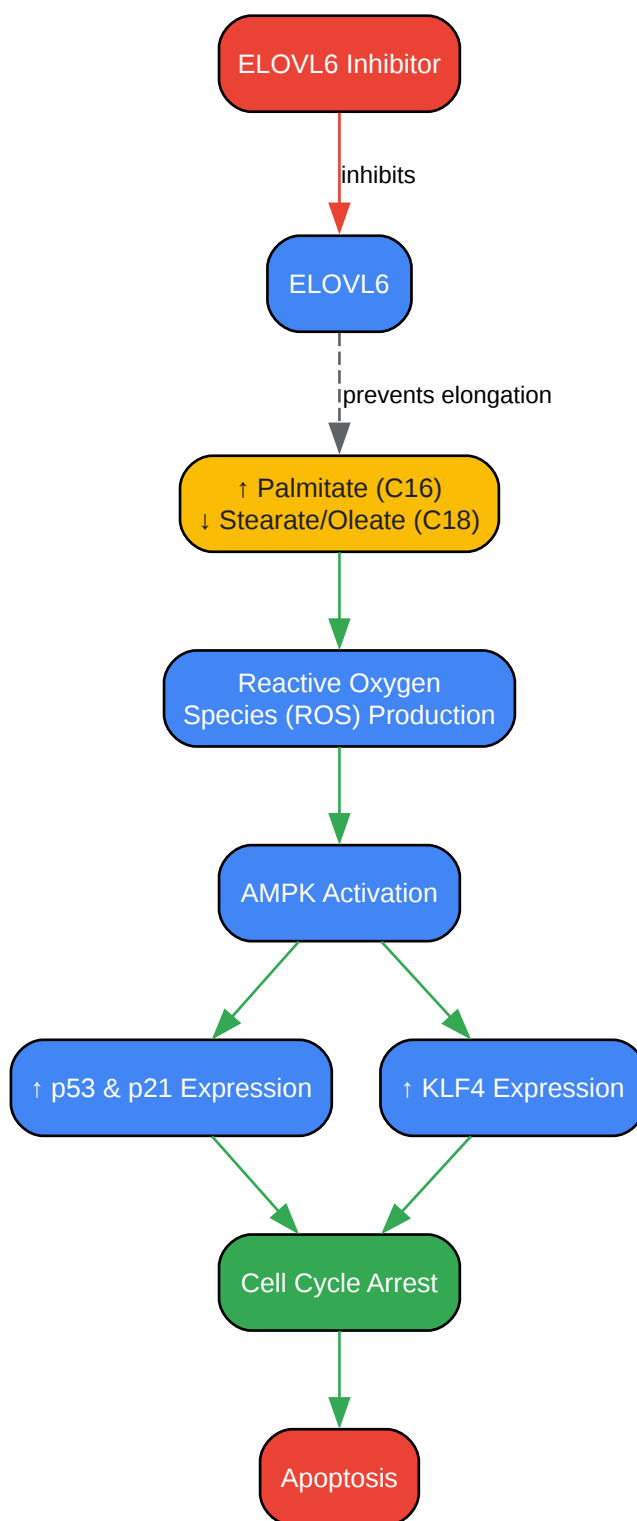 ELOVL6 Inhibitor
inhibits
ELOVL6
prevents elongation
↑ Palmitate (C16)
↓ Stearate/Oleate (C18)
Reactive Oxygen
Species (ROS) Production
AMPK Activation
↑ p53 & p21 Expression
↑ KLF4 Expression
Cell Cycle Arrest
Apoptosis